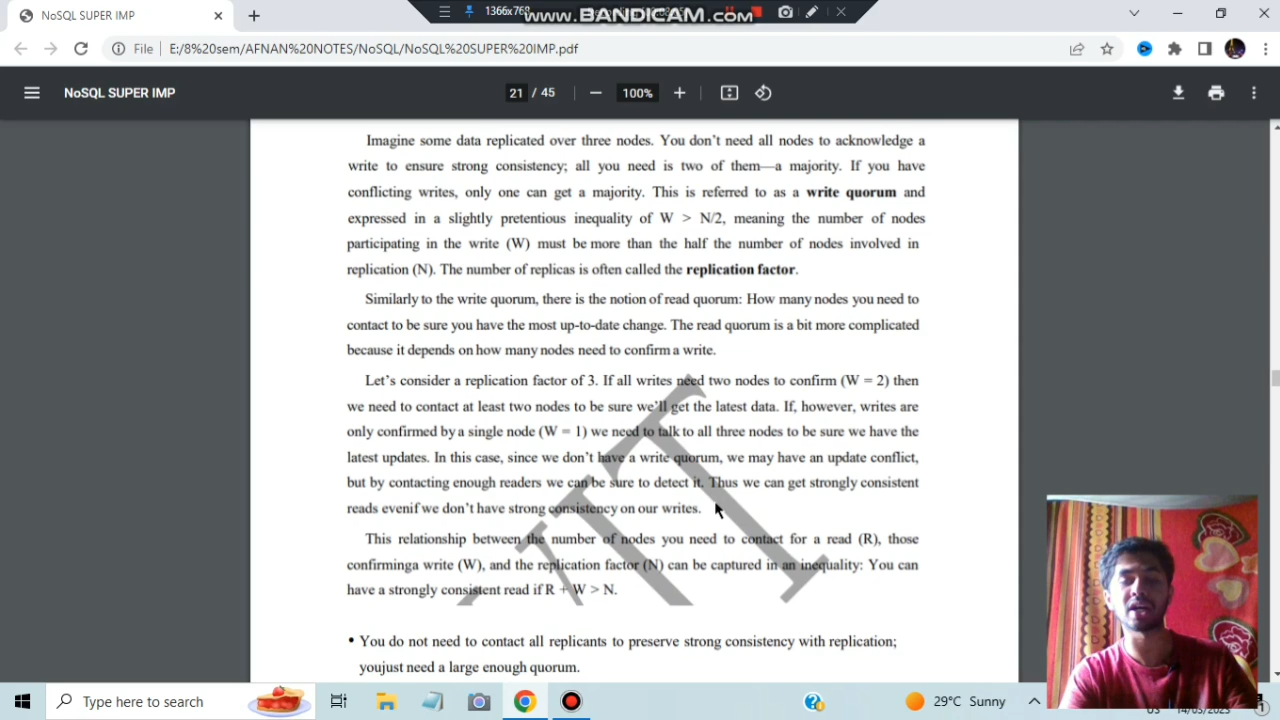 NoSQL SUPER IMP
1366x768
www.BANDICAM.com
File E:/8%20sem/AFNAN%20NOTES/NoSQL/NoSQL%20SUPER%20IMP.pdf
NoSQL SUPER IMP
21 / 45
100%
Imagine some data replicated over three nodes. You don't need all nodes to acknowledge a
write to ensure strong consistency; all you need is two of them—a majority. If you have
conflicting writes, only one can get a majority. This is referred to as a write quorum and
expressed in a slightly pretentious inequality of W > N/2, meaning the number of nodes
participating in the write (W) must be more than the half the number of nodes involved in
replication (N). The number of replicas is often called the replication factor.
Similarly to the write quorum, there is the notion of read quorum: How many nodes you need to
contact to be sure you have the most up-to-date change. The read quorum is a bit more complicated
because it depends on how many nodes need to confirm a write.
Let's consider a replication factor of 3. If all writes need two nodes to confirm (W = 2) then
we need to contact at least two nodes to be sure we'll get the latest data. If, however, writes are
only confirmed by a single node (W = 1) we need to talk to all three nodes to be sure we have the
latest updates. In this case, since we don't have a write quorum, we may have an update conflict,
but by contacting enough readers we can be sure to detect it. Thus we can get strongly consistent
reads evenif we don't have strong consistency on our writes.
This relationship between the number of nodes you need to contact for a read (R), those
confirminga write (W), and the replication factor (N) can be captured in an inequality: You can
have a strongly consistent read if R + W > N.
• You do not need to contact all replicants to preserve strong consistency with replication;
youjust need a large enough quorum.
Type here to search
29°C Sunny